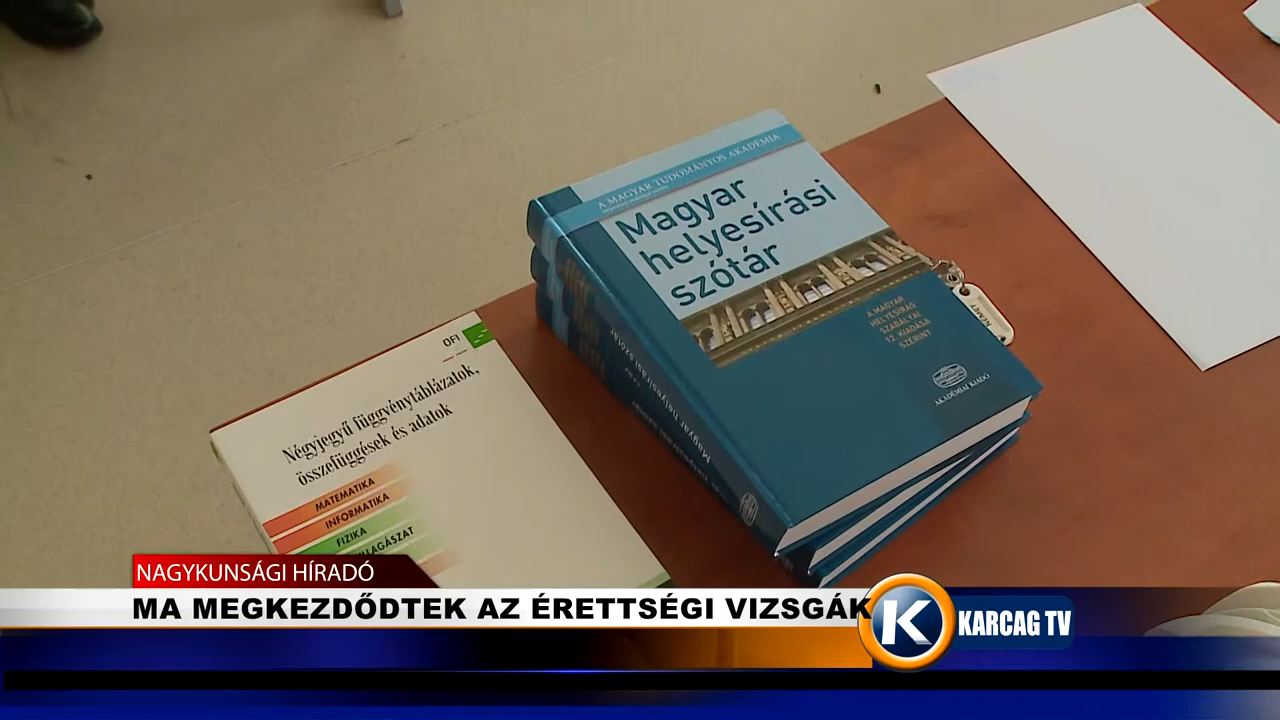 A MAGYAR TUDOMÁNYOS AKADÉMIA
Magyar
helyesírási
szótár
A MAGYAR
HELYESÍRÁS
SZABÁLYAI
12. KIADÁSA
SZERINT
AKADÉMIAI KIADÓ
NÉMET
Magyar helyesírási szótár
OFI
Négyjegyű függvénytáblázatok,
összefüggések és adatok
MATEMATIKA
INFORMATIKA
FIZIKA
NAGYKUNSÁGI HÍRADÓ
MA MEGKEZDŐDTEK AZ ÉRETTSÉGI VIZSGÁK
K KARCAG TV